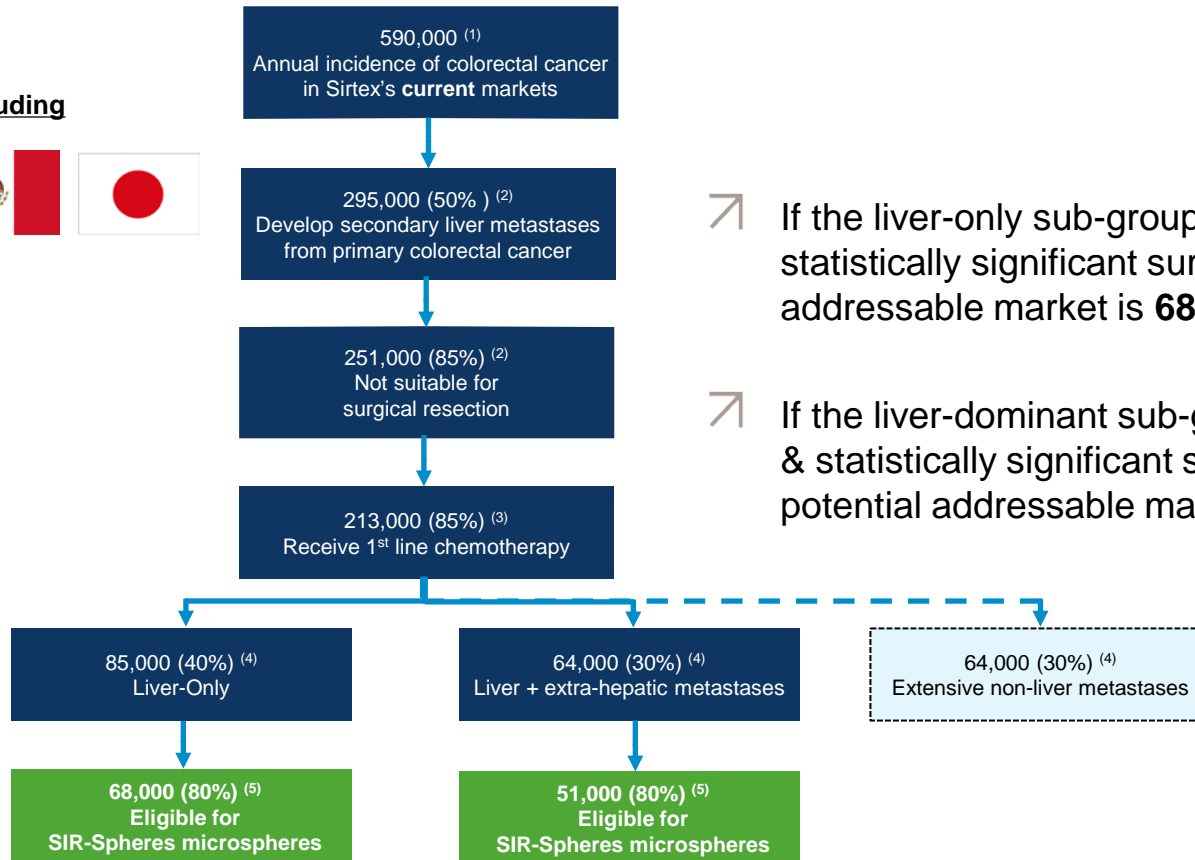 590,000 (1)
Annual incidence of colorectal cancer
in Sirtex's current markets
295,000 (50% ) (2)
Develop secondary liver metastases
from primary colorectal cancer
If the liver-only sub-group
statistically significant
addressable market is 68
251,000 (85%) (2)
Not suitable for
surgical resection
If the liver-dominant
& statistically significant
potential addressable
213,000 (85%) (3)
Receive 1st line chemotherapy
85,000 (40%) (4)
Liver-Only
64,000 (30%) (4)
Liver + extra-hepatic metastases
64,000 (30%) (4)
Extensive non-liver metastases
68,000 (80%) (5)
Eligible for
SIR-Spheres microspheres
51,000 (80%) (5)
Eligible for
SIR-Spheres microspheres